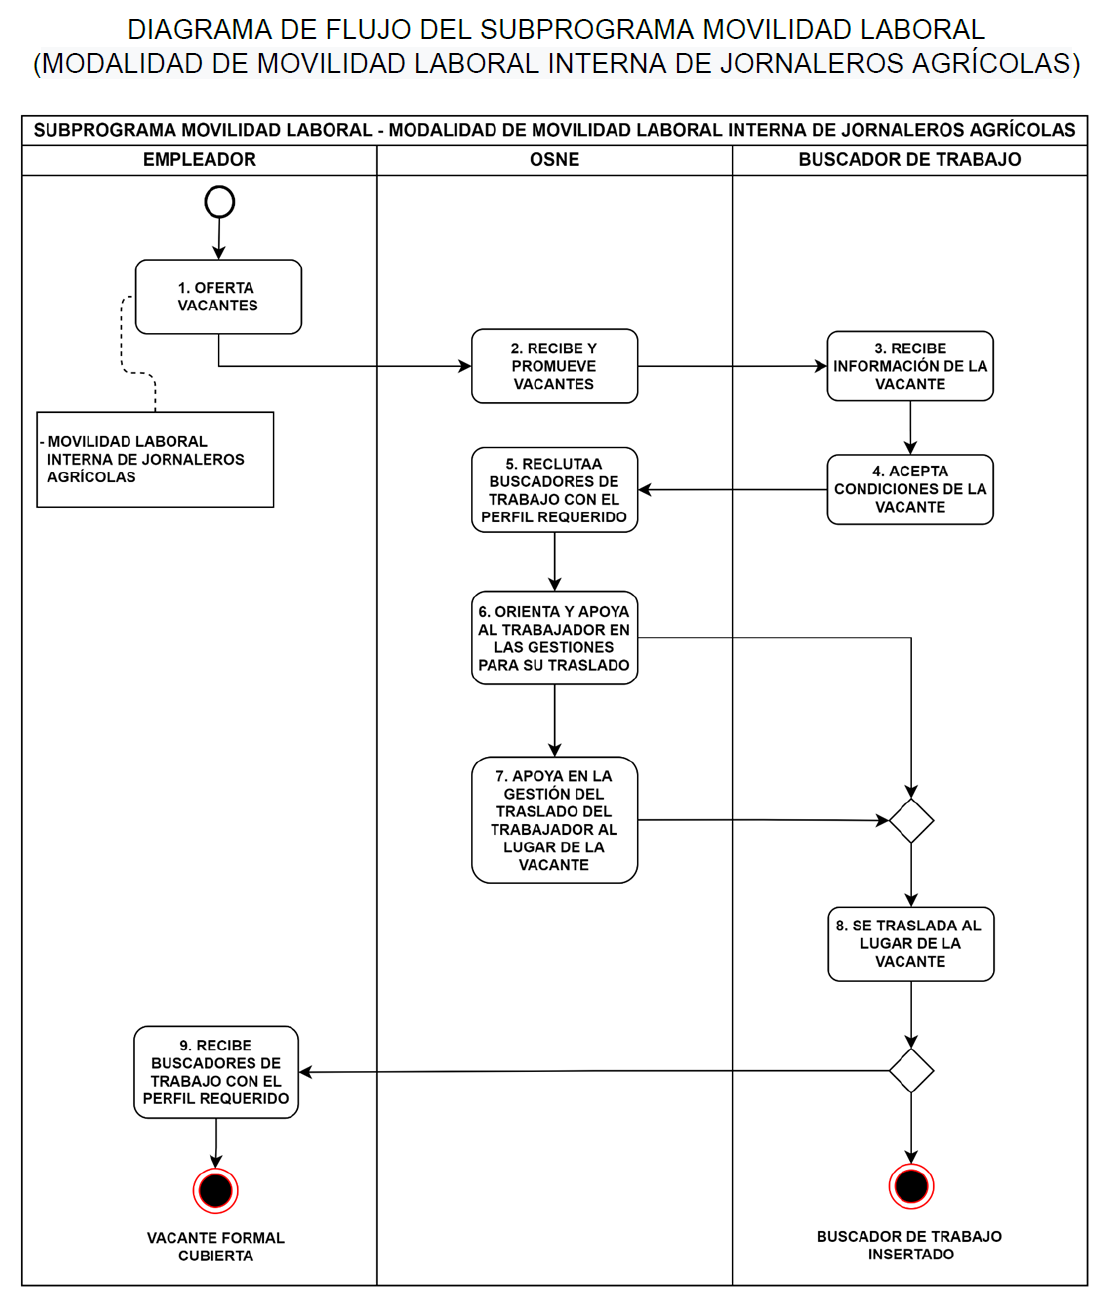 DIAGRAMA DE FLUJO DEL SUBPROGRAMA MOVILIDAD LABORAL
(MODALIDAD DE MOVILIDAD LABORAL INTERNA DE JORNALEROS AGRÍCOLAS)
SUBPROGRAMA MOVILIDAD LABORAL - MODALIDAD DE MOVILIDAD LABORAL INTERNA DE JORNALEROS AGRÍCOLAS
EMPLEADOR
OSNE
BUSCADOR DE TRABAJO
1. OFERTA
VACANTES
2. RECIBE Y
PROMUEVE
VACANTES
3. RECIBE
INFORMACIÓN DE LA
VACANTE
- MOVILIDAD LABORAL
INTERNA DE JORNALEROS
AGRÍCOLAS
4. ACEPTA
CONDICIONES DE LA
VACANTE
5. RECLUTAA
BUSCADORES DE
TRABAJO CON EL
PERFIL REQUERIDO
6. ORIENTA Y APOYA
AL TRABAJADOR EN
LAS GESTIONES
PARA SU TRASLADO
7. APOYA EN LA
GESTIÓN DEL
TRASLADO DEL
TRABAJADOR AL
LUGAR DE LA
VACANTE
8. SE TRASLADA AL
LUGAR DE LA
VACANTE
9. RECIBE
BUSCADORES DE
TRABAJO CON EL
PERFIL REQUERIDO
VACANTE FORMAL
CUBIERTA
BUSCADOR DE TRABAJO
INSERTADO